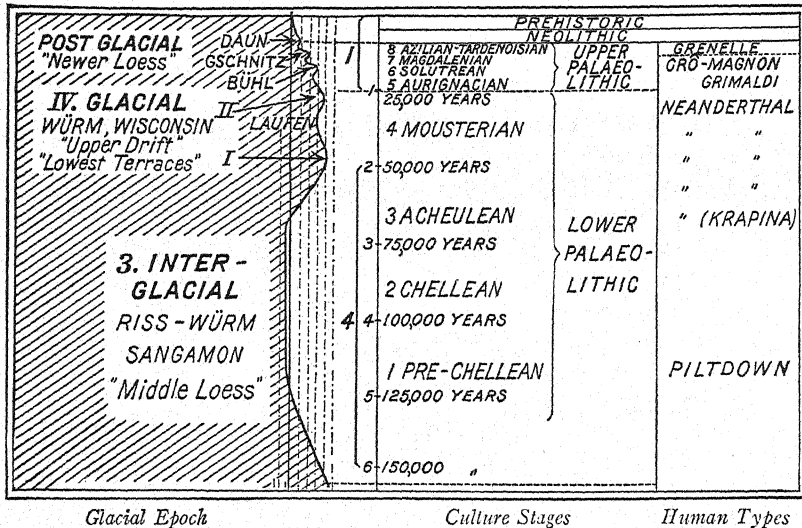 PREHISTORIC
NEOLITHIC
POST GLACIAL
"Newer Loess"
DAUN
GSCHNITZ
BÜHL
1
8 AZILIAN-TARDENOISIAN
7 MAGDALENIAN
6 SOLUTREAN
5 AURIGNACIAN
UPPER
PALAEO-
LITHIC
GRENELLE
CRÔ-MAGNON
GRIMALDI
IV. GLACIAL
WÜRM, WISCONSIN
"Upper Drift"
"Lowest Terraces"
II
LAUFEN
I
1
25,000 YEARS
NEANDERTHAL
4 MOUSTERIAN
" "
" "
2-50,000 YEARS
" "
3 ACHEULEAN
" (KRAPINA)
3-75,000 YEARS
LOWER
PALAEO-
LITHIC
3. INTER-
GLACIAL
RISS-WÜRM
SANGAMON
"Middle Loess"
2 CHELLEAN
4
4-100,000 YEARS
1 PRE-CHELLEAN
PILTDOWN
5-125,000 YEARS
6-150,000 "
Glacial Epoch
Culture Stages
Human Types